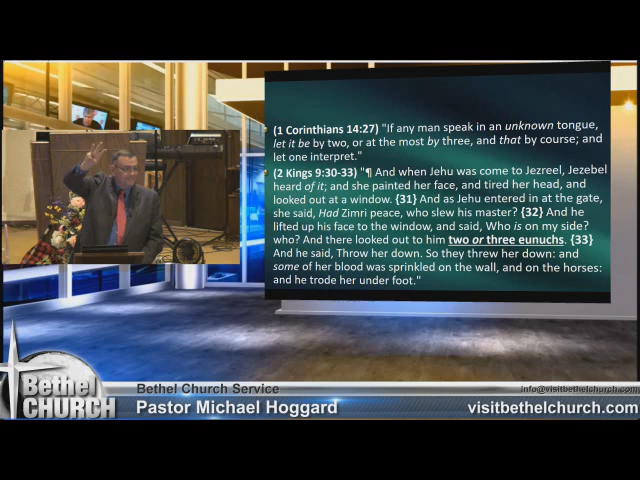 (1 Corinthians 14:27) "If any man speak in an unknown tongue,
let it be by two, or at the most by three, and that by course; and
let one interpret."
(2 Kings 9:30-33) "¶ And when Jehu was come to Jezreel, Jezebel
heard of it; and she painted her face, and tired her head, and
looked out at a window. {31} And as Jehu entered in at the gate,
she said, Had Zimri peace, who slew his master? {32} And he
lifted up his face to the window, and said, Who is on my side?
who? And there looked out to him two or three eunuchs. {33}
And he said, Throw her down. So they threw her down: and
some of her blood was sprinkled on the wall, and on the horses:
and he trode her under foot."
Bethel
CHURCH
Bethel Church Service
info@visitbethelchurch.com
Pastor Michael Hoggard
visitbethelchurch.com